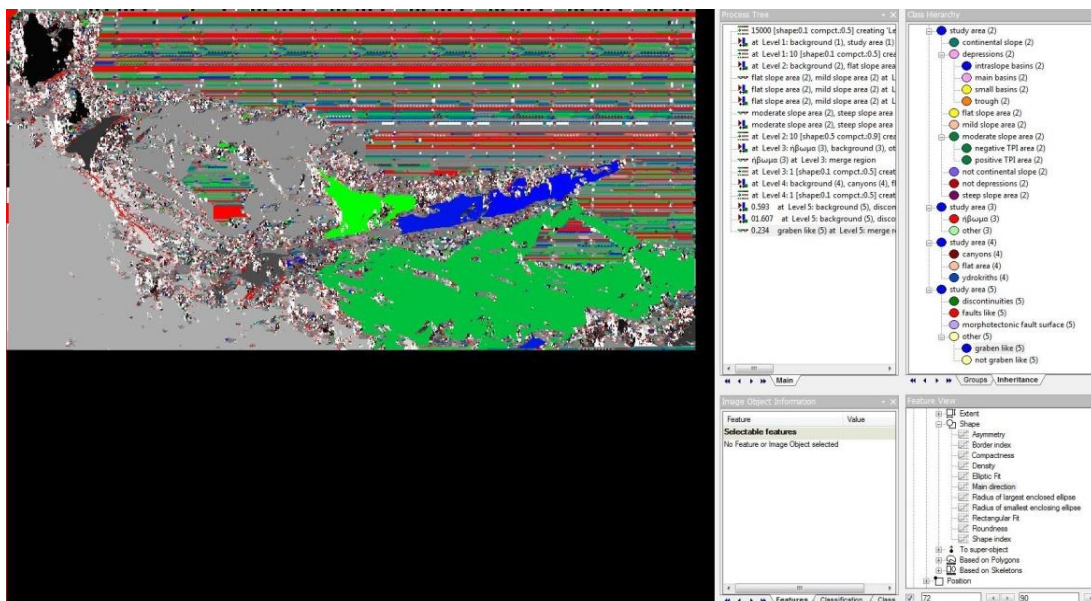 Process Tree
15000 [shape:0.1 compct.:0.5] creating 'Le
at Level 1: background (1), study area (1)
at Level 1: 10 [shape:0.1 compct.:0.5] crea
at Level 2: background (2), flat slope area
flat slope area (2), mild slope area (2) at L
flat slope area (2), mild slope area (2) at L
flat slope area (2), mild slope area (2) at L
moderate slope area (2), steep slope area
moderate slope area (2), steep slope area
at Level 2: 10 [shape:0.5 compct.:0.9] crea
at Level 3: ήβωμα (3), background (3), ot
ήβωμα (3) at Level 3: merge region
at Level 3: 1 [shape:0.1 compct.:0.5] creat
at Level 4: background (4), canyons (4), fl
at Level 4: 1 [shape:0.1 compct.:0.5] creat
0.593 at Level 5: background (5), discon
01.607 at Level 5: background (5), discon
0.234 graben like (5) at Level 5: merge re
Main
Class Hierarchy
study area (2)
continental slope (2)
depressions (2)
intraslope basins (2)
main basins (2)
small basins (2)
trough (2)
flat slope area (2)
mild slope area (2)
moderate slope area (2)
negative TPI area (2)
positive TPI area (2)
not continental slope (2)
not depressions (2)
steep slope area (2)
study area (3)
ήβωμα (3)
other (3)
study area (4)
canyons (4)
flat area (4)
ydrokriths (4)
study area (5)
discontinuities (5)
faults like (5)
morphotectonic fault surface (5)
other (5)
graben like (5)
not graben like (5)
Groups Inheritance
Image Object Information
Feature Value
Selectable features
No Feature or Image Object selected
Features Classification Class
Feature View
Extent
Shape
Asymmetry
Border index
Compactness
Density
Elliptic Fit
Main direction
Radius of largest enclosed ellipse
Radius of smallest enclosing ellipse
Rectangular Fit
Roundness
Shape index
To super-object
Based on Polygons
Based on Skeletons
Position
72 90